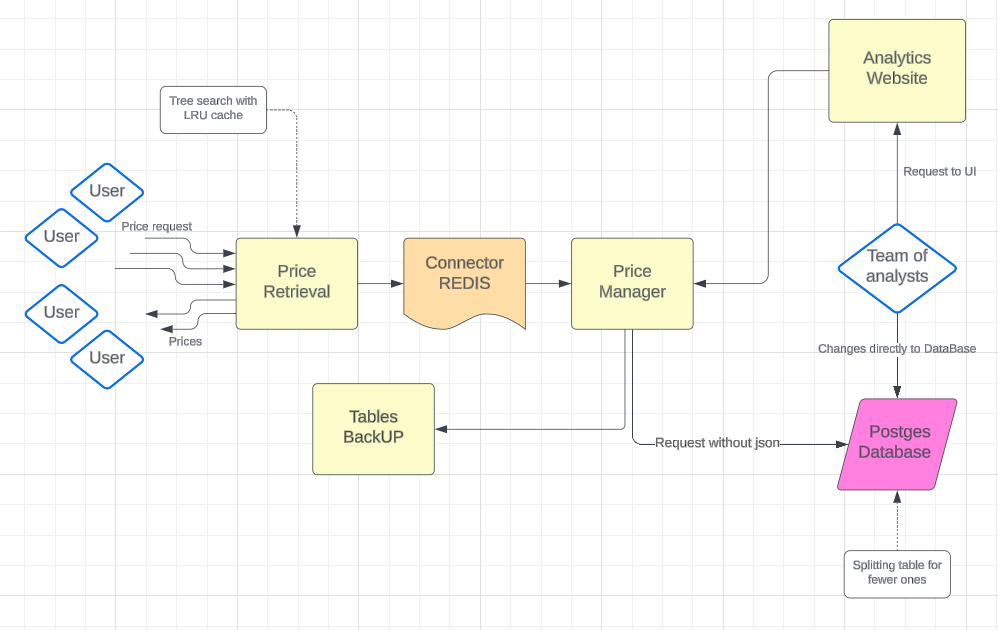 Analytics
Website
Tree search with
LRU cache
Request to UI
User
User
Price request
Team of
analysts
Price
Retrieval
Connector
REDIS
Price
Manager
User
User
Prices
Changes directly to DataBase
Tables
BackUP
Request without json
Postges
Database
Splitting table for
fewer ones